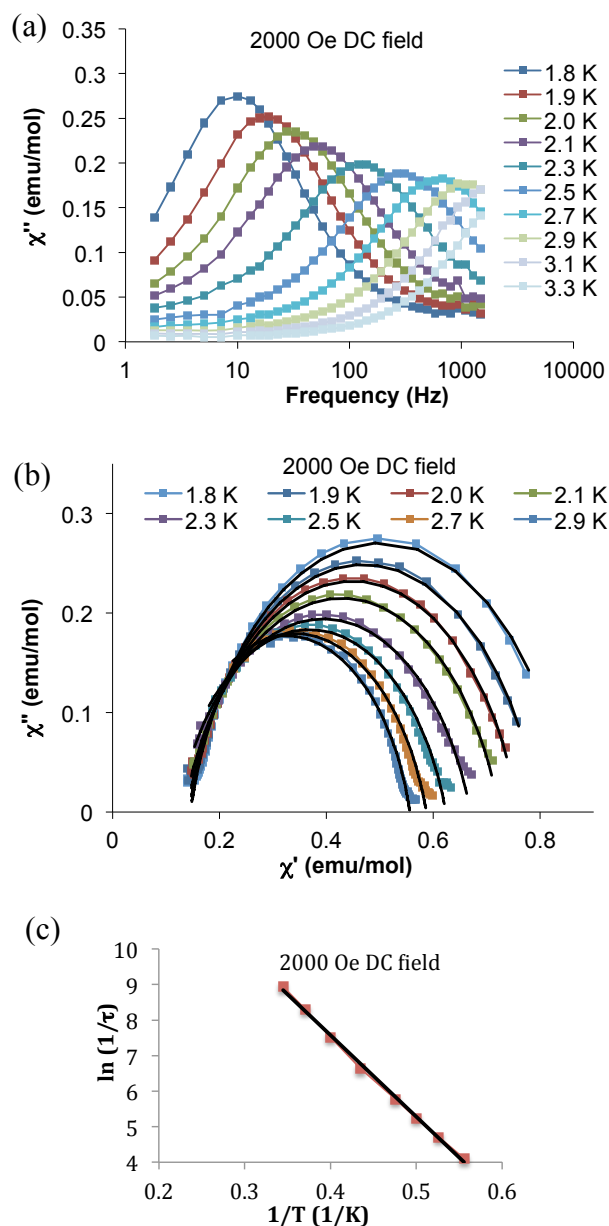 (a)
2000 Oe DC field
0.35
0.3
0.25
0.2
0.15
0.1
0.05
0
χ'' (emu/mol)
1 10 100 1000 10000
Frequency (Hz)
1.8 K
1.9 K
2.0 K
2.1 K
2.3 K
2.5 K
2.7 K
2.9 K
3.1 K
3.3 K
(b)
2000 Oe DC field
1.8 K 1.9 K 2.0 K 2.1 K
2.3 K 2.5 K 2.7 K 2.9 K
0.3
0.2
0.1
0
χ'' (emu/mol)
0 0.2 0.4 0.6 0.8
χ' (emu/mol)
(c)
2000 Oe DC field
10
9
8
7
6
5
4
ln (1/τ)
0.2 0.3 0.4 0.5 0.6
1/T (1/K)